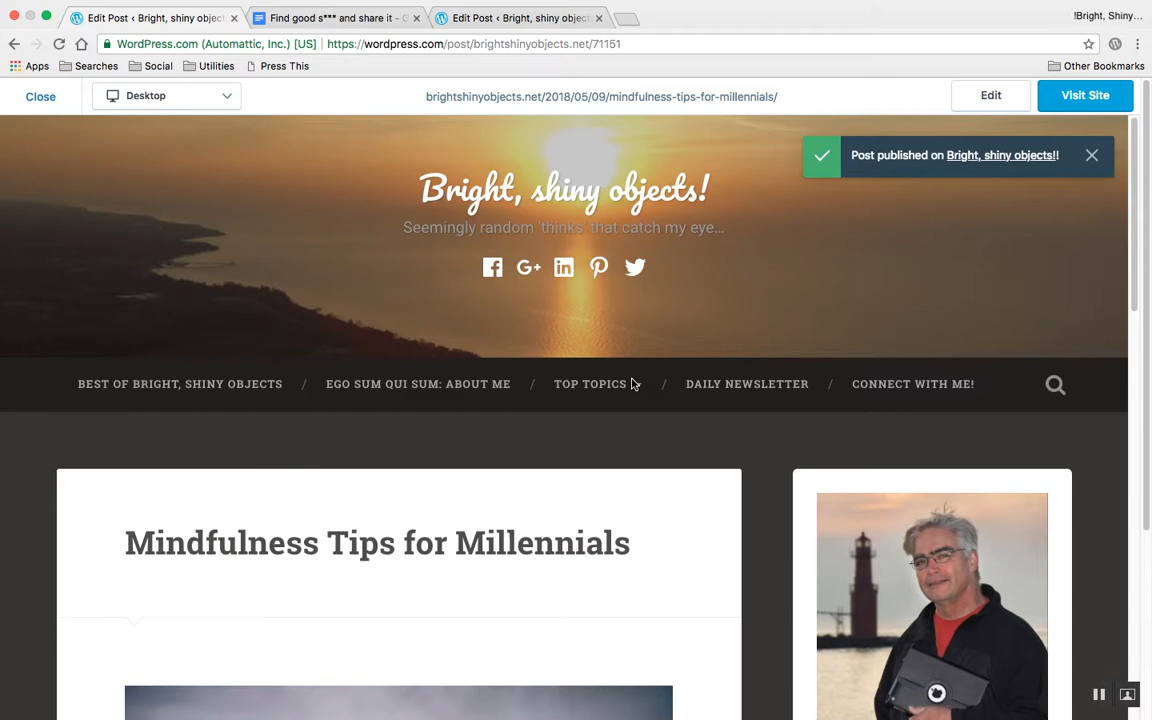 Edit Post ‹ Bright, shiny object
Find good s*** and share it - G
Edit Post ‹ Bright, shiny object
!Bright, Shiny…
WordPress.com (Automattic, Inc.) [US]
https://wordpress.com/post/brightshinyobjects.net/71151
Apps
Searches
Social
Utilities
Press This
Other Bookmarks
Close
Desktop
brightshinyobjects.net/2018/05/09/mindfulness-tips-for-millennials/
Edit
Visit Site
Post published on Bright, shiny objects!!
Bright, shiny objects!
Seemingly random 'thinks' that catch my eye...
BEST OF BRIGHT, SHINY OBJECTS / EGO SUM QUI SUM: ABOUT ME / TOP TOPICS / DAILY NEWSLETTER / CONNECT WITH ME!
Mindfulness Tips for Millennials